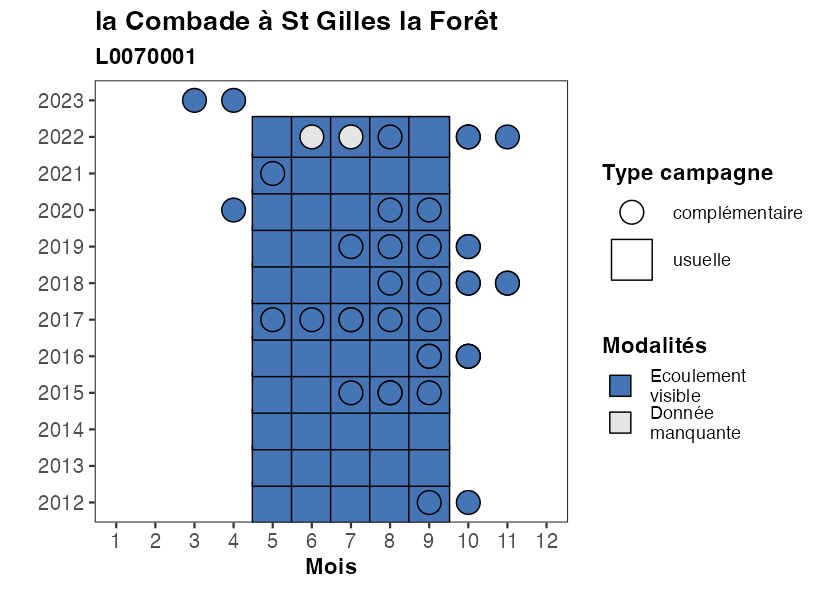 la Combade à St Gilles la Forêt
L0070001
2023
2022
2021
2020
2019
2018
2017
2016
2015
2014
2013
2012
1 2 3 4 5 6 7 8 9 10 11 12
Mois
Type campagne
complémentaire
usuelle
Modalités
Ecoulement
visible
Donnée
manquante